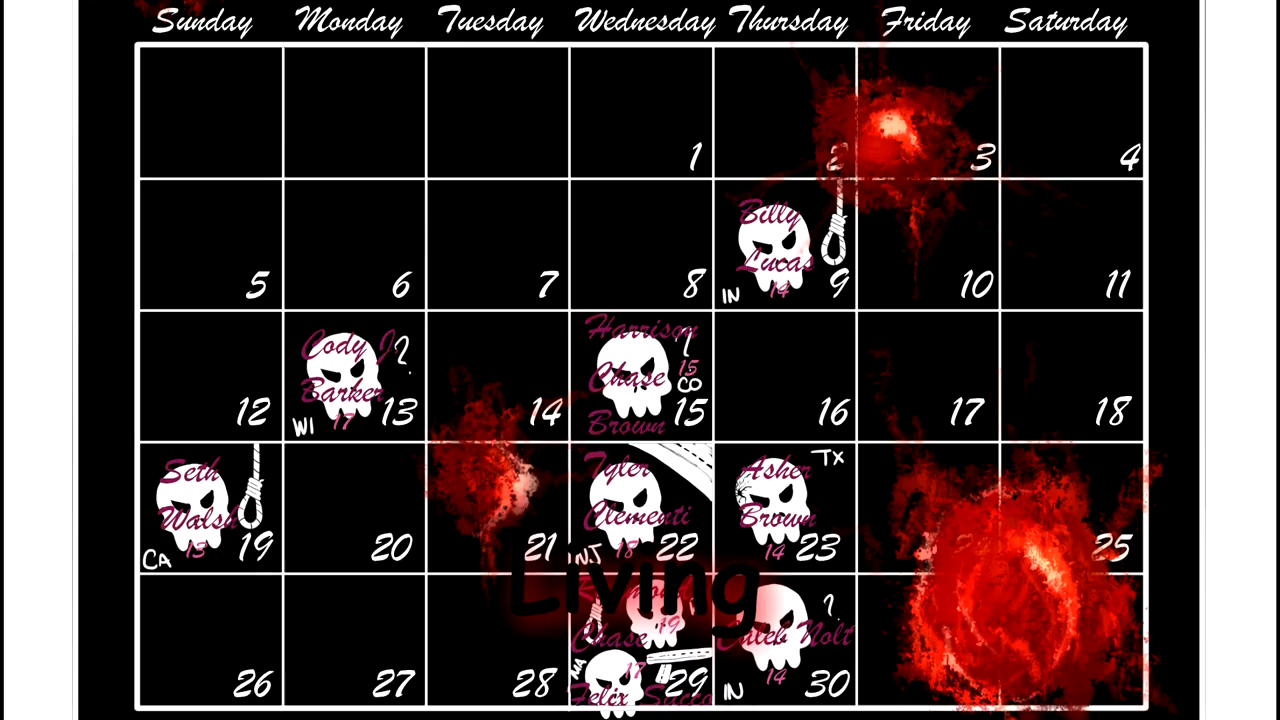 Sunday Monday Tuesday Wednesday Thursday Friday Saturday
1 2 3 4
5 6 7 8
Billy
Lucas
14
IN
9 10 11
12
Cody J ?
Barker
17
WI
13 14
Harrison ?
15
Chase CO
Brown
15 16 17 18
Seth
Walsh
13
CA
19 20 21
Tyler
Clementi
18
NJ
22
Asher TX
Brown
14
23
25
Living
26 27 28
Chase 19
17
Felix Sacco
29
?
Caleb Nolt
14
IN
30